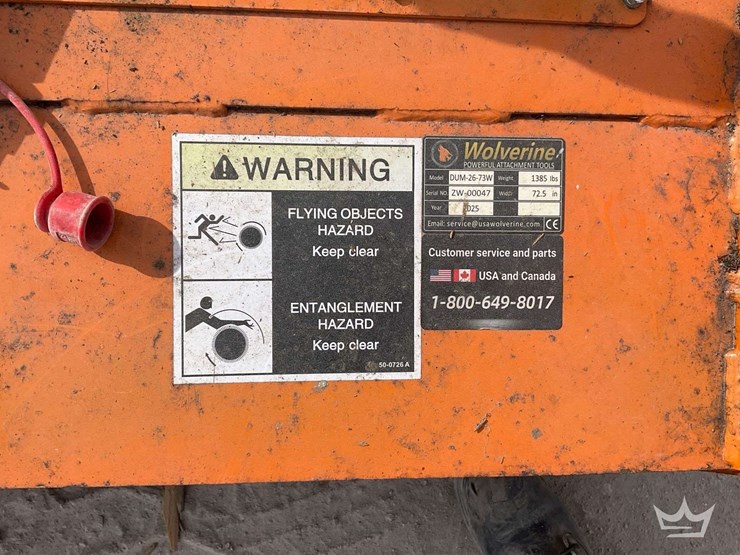 WARNING
FLYING OBJECTS
HAZARD
Keep clear
ENTANGLEMENT
HAZARD
Keep clear
50-0726 A
Wolverine
POWERFUL ATTACHMENT TOOLS
Model DUM-26-73W Weight 1385 lbs
Serial NO. ZW-00047 Width 72.5 in
Year 2025
Email: service@usawolverine.com CE
Customer service and parts
USA and Canada
1-800-649-8017